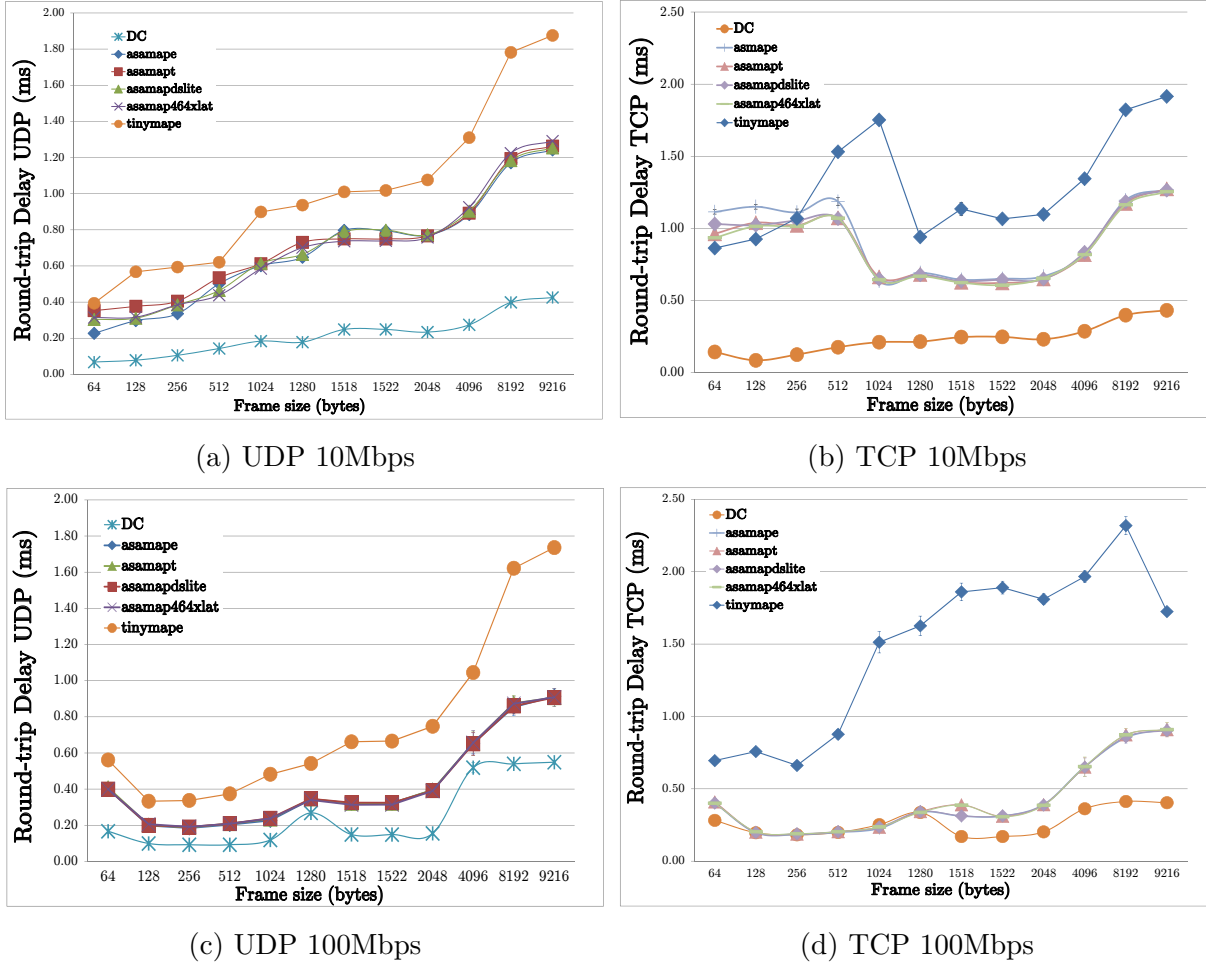 2.00
1.80
1.60
1.40
1.20
1.00
0.80
0.60
0.40
0.20
0.00
Round-trip Delay UDP (ms)
DC
asamape
asamapt
asamapdslite
asamap464xlat
tinymape
64 128 256 512 1024 1280 1518 1522 2048 4096 8192 9216
Frame size (bytes)
(a) UDP 10Mbps
2.50
2.00
1.50
1.00
0.50
0.00
Round-trip Delay TCP (ms)
DC
asmape
asamapt
asamapdslite
asamap464xlat
tinymape
64 128 256 512 1024 1280 1518 1522 2048 4096 8192 9216
Frame size (bytes)
(b) TCP 10Mbps
2.00
1.80
1.60
1.40
1.20
1.00
0.80
0.60
0.40
0.20
0.00
Round-trip Delay UDP (ms)
DC
asamape
asamapt
asamapdslite
asamap464xlat
tinymape
64 128 256 512 1024 1280 1518 1522 2048 4096 8192 9216
Frame size (bytes)
(c) UDP 100Mbps
2.50
2.00
1.50
1.00
0.50
0.00
Round-trip Delay TCP (ms)
DC
asmape
asamapt
asamapdslite
asamap464xlat
tinymape
64 128 256 512 1024 1280 1518 1522 2048 4096 8192 9216
Frame size (bytes)
(d) TCP 100Mbps